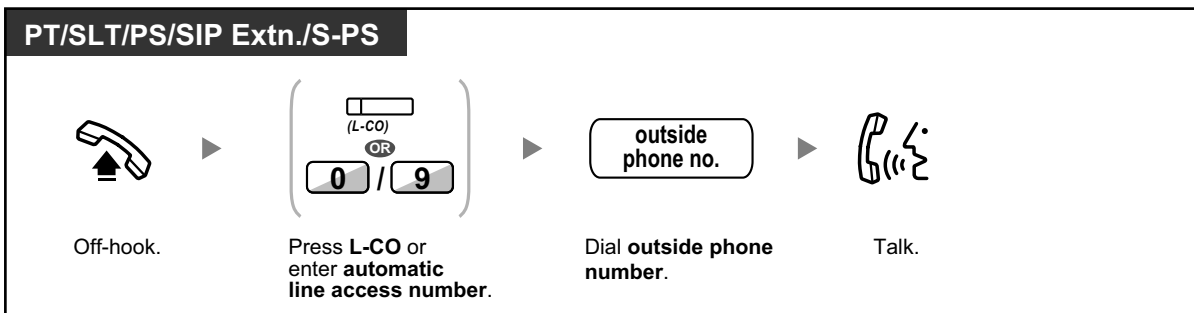 PT/SLT/PS/SIP Extn./S-PS
(L-CO)
OR
0 / 9
outside
phone no.
Off-hook.
Press L-CO or
enter automatic
line access number.
Dial outside phone
number.
Talk.